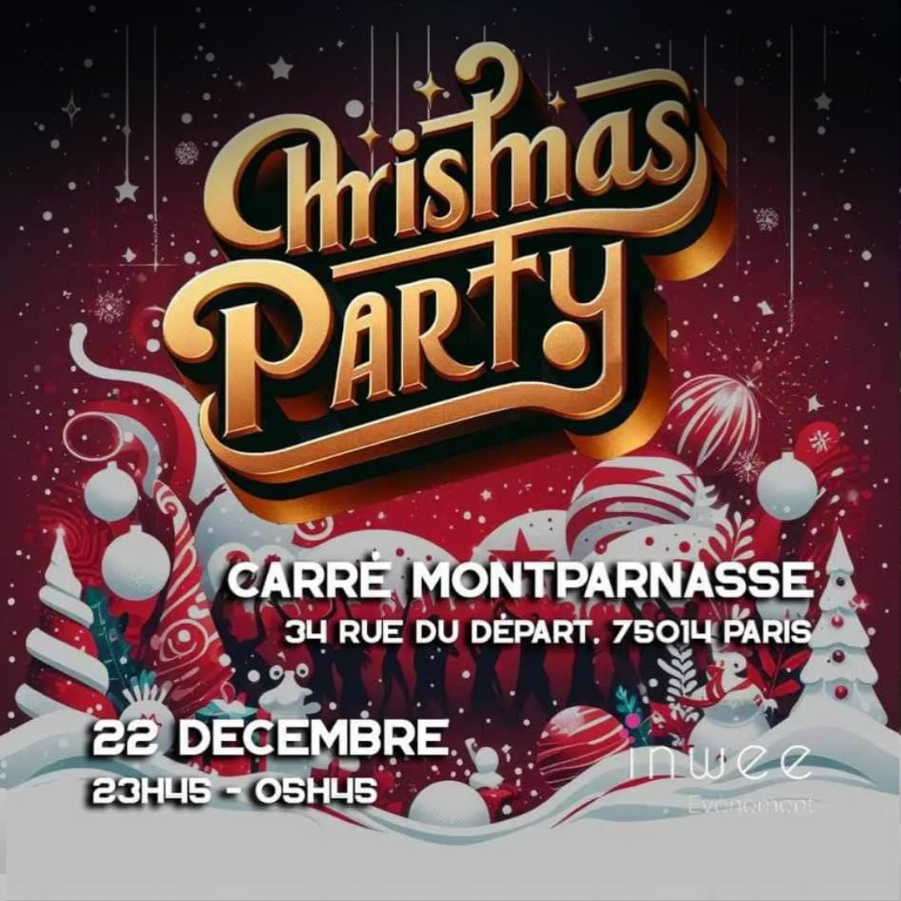 Christmas
Party
CARRÉ MONTPARNASSE
34 RUE DU DÉPART, 75014 PARIS
22 DECEMBRE
23H45 - 05H45
inwee
Evenement